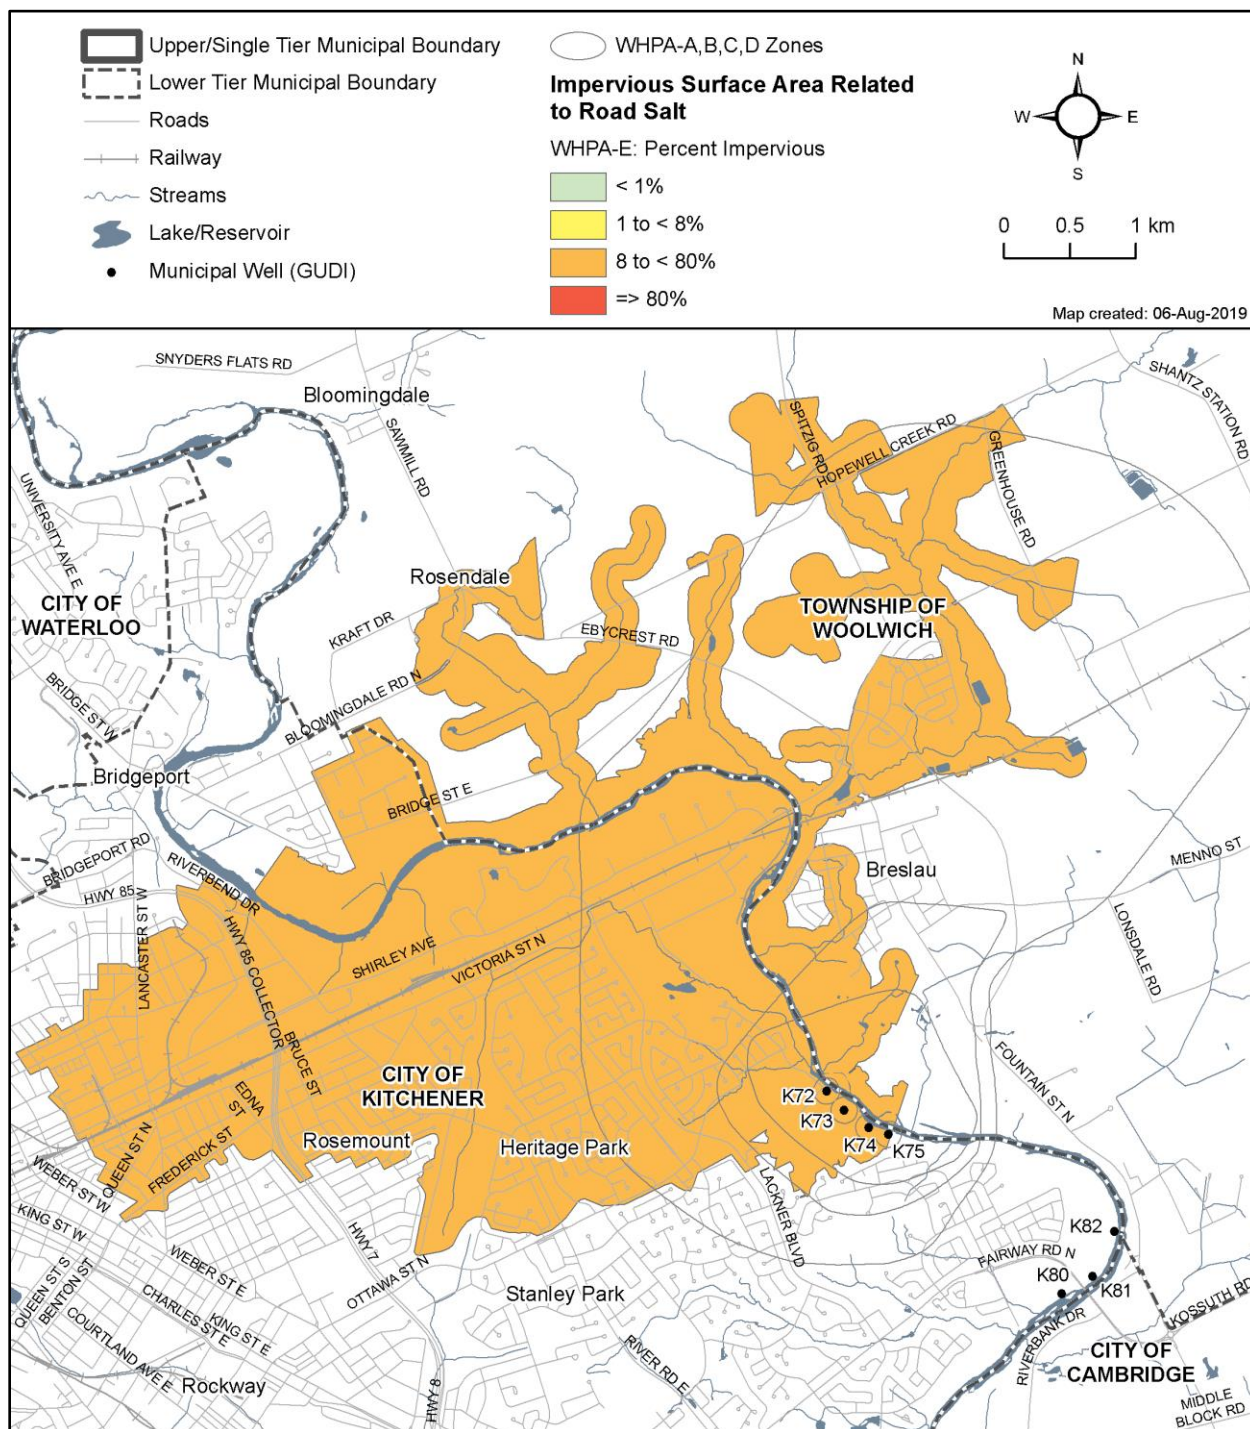 Upper/Single Tier Municipal Boundary
Lower Tier Municipal Boundary
Roads
Railway
Streams
Lake/Reservoir
Municipal Well (GUDI)
WHPA-A,B,C,D Zones
Impervious Surface Area Related
to Road Salt
WHPA-E: Percent Impervious
< 1%
1 to < 8%
8 to < 80%
=> 80%
N
W
E
S
0
0.5
1 km
Map created: 06-Aug-2019
SNYDERS FLATS RD
Bloomingdale
SAWMILL RD
SPITZIG RD
HOPEWELL CREEK RD
GREENHOUSE RD
SHANTZ STATION RD
UNIVERSITY AVE E
CITY OF
WATERLOO
Rosendale
KRAFT DR
EBYCREST RD
TOWNSHIP OF
WOOLWICH
BRIDGE ST W
BLOOMINGDALE RD N
Bridgeport
BRIDGE ST E
BRIDGEPORT RD
RIVERBEND DR
HWY 85
LANCASTER ST W
HWY 85 COLLECTOR
SHIRLEY AVE
VICTORIA ST N
Breslau
MENNO ST
LONSDALE RD
FOUNTAIN ST N
BRUCE ST
EDNA
ST
CITY OF
KITCHENER
Rosemount
Heritage Park
K72
K73
K74
K75
QUEEN ST N
FREDERICK ST
WEBER ST W
KING ST W
QUEEN ST S
BENTON ST
WEBER ST E
CHARLES ST E
KING ST E
COURTLAND AVE E
Rockway
HWY 7
OTTAWA ST N
HWY 8
Stanley Park
RIVER RD E
LACKNER BLVD
FAIRWAY RD N
K82
K80
K81
RIVERBANK DR
KOSSUTH RD
CITY OF
CAMBRIDGE
MIDDLE
BLOCK RD